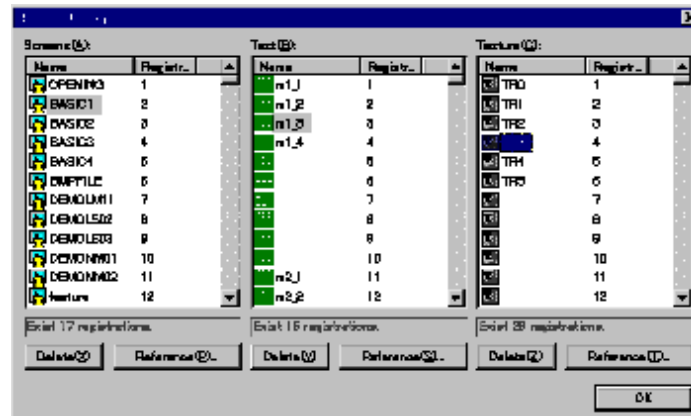 Screens(A):
Name Registr...
OPENING 1
BASIC1 2
BASIC2 3
BASIC3 4
BASIC4 5
BMPFILE 6
DEMOLM11 7
DEMOLS02 8
DEMOLS03 9
DEMONM01 10
DEMONM02 11
texture 12
Exist 17 registrations.
Delete Reference
Text(B):
Name Registr...
m1_1 1
m1_2 2
m1_3 3
m1_4 4
5
6
7
8
9
10
m2_1 11
m2_2 12
Exist 16 registrations.
Delete Reference
Texture(C):
Name Registr...
TR0 1
TR1 2
TR2 3
4
TR4 5
TR5 6
7
8
9
10
11
12
Exist 29 registrations.
Delete(Z) Reference
OK